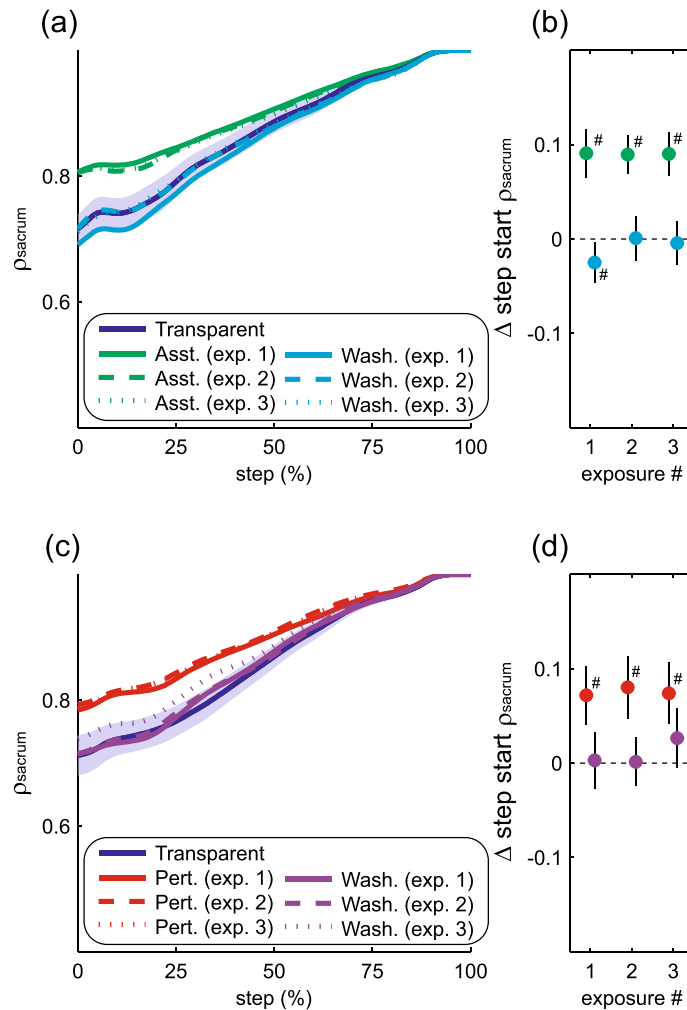 (a)
(b)
0.8
0.6
ρsacrum
Transparent
Asst. (exp. 1)
Wash. (exp. 1)
Asst. (exp. 2)
Wash. (exp. 2)
Asst. (exp. 3)
Wash. (exp. 3)
0 25 50 75 100
step (%)
0.1
0
-0.1
Δ step start ρsacrum
# # #
#
1 2 3
exposure #
(c)
(d)
0.8
0.6
ρsacrum
Transparent
Pert. (exp. 1)
Wash. (exp. 1)
Pert. (exp. 2)
Wash. (exp. 2)
Pert. (exp. 3)
Wash. (exp. 3)
0 25 50 75 100
step (%)
0.1
0
-0.1
Δ step start ρsacrum
# # #
1 2 3
exposure #